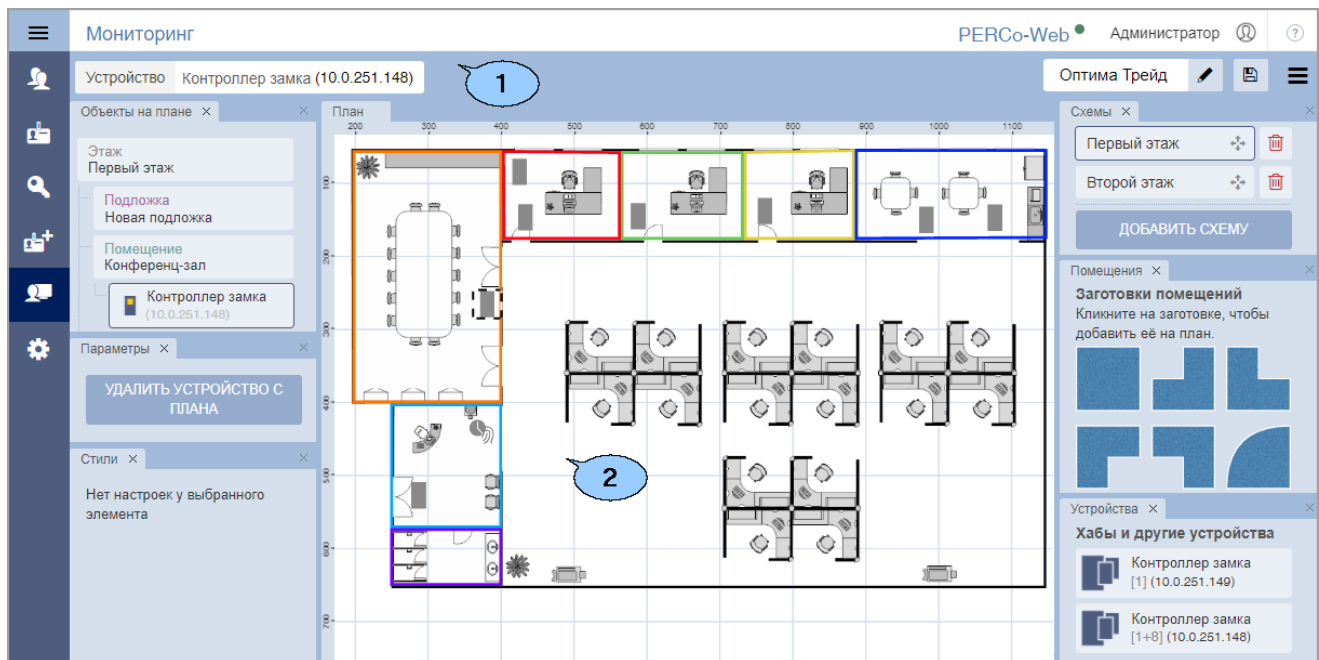 Мониторинг
PERCo-Web
Администратор
?
Устройство Контроллер замка (10.0.251.148)
1
Оптима Трейд
Объекты на плане ×
Этаж
Первый этаж
Подложка
Новая подложка
Помещение
Конференц-зал
Контроллер замка
(10.0.251.148)
Параметры ×
УДАЛИТЬ УСТРОЙСТВО С
ПЛАНА
Стили ×
Нет настроек у выбранного
элемента
План
200 300 400 500 600 700 800 900 1000 1100
100
200
300
400
500
600
700
2
Схемы ×
Первый этаж
Второй этаж
ДОБАВИТЬ СХЕМУ
Помещения ×
Заготовки помещений
Кликните на заготовке, чтобы
добавить её на план.
Устройства ×
Хабы и другие устройства
Контроллер замка
[1] (10.0.251.149)
Контроллер замка
[1+8] (10.0.251.148)